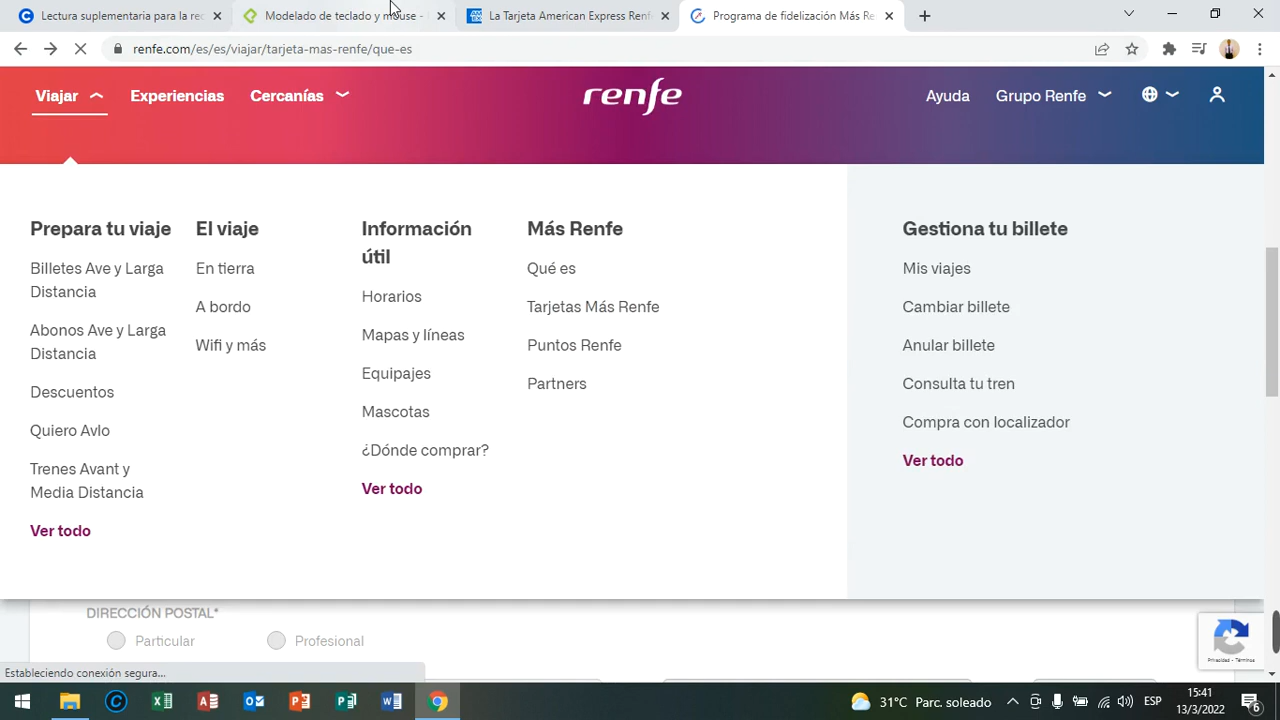 Lectura suplementaria para la re
Modelado de teclado y mouse -
La Tarjeta American Express Renfe
Programa de fidelización Más Re
renfe.com/es/es/viajar/tarjeta-mas-renfe/que-es
Viajar
Experiencias
Cercanías
renfe
Ayuda
Grupo Renfe
Prepara tu viaje
Billetes Ave y Larga
Distancia
Abonos Ave y Larga
Distancia
Descuentos
Quiero Avlo
Trenes Avant y
Media Distancia
Ver todo
El viaje
En tierra
A bordo
Wifi y más
Información
útil
Horarios
Mapas y líneas
Equipajes
Mascotas
¿Dónde comprar?
Ver todo
Más Renfe
Qué es
Tarjetas Más Renfe
Puntos Renfe
Partners
Gestiona tu billete
Mis viajes
Cambiar billete
Anular billete
Consulta tu tren
Compra con localizador
Ver todo
DIRECCIÓN POSTAL*
Particular
Profesional
Privacidad - Términos
Estableciendo conexión segura...
31°C Parc. soleado
ESP
15:41
13/3/2022
6